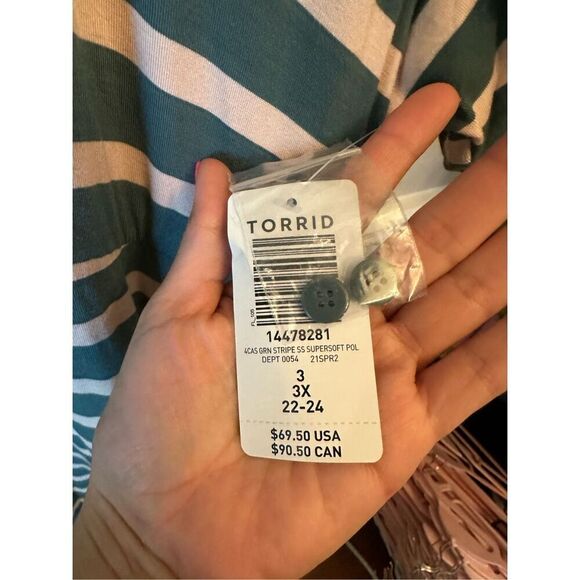 TORRID
FL_105
14478281
4CAS GRN STRIPE SS SUPERSOFT POL
DEPT 0054 21SPR2
3
3X
22-24
$69.50 USA
$90.50 CAN